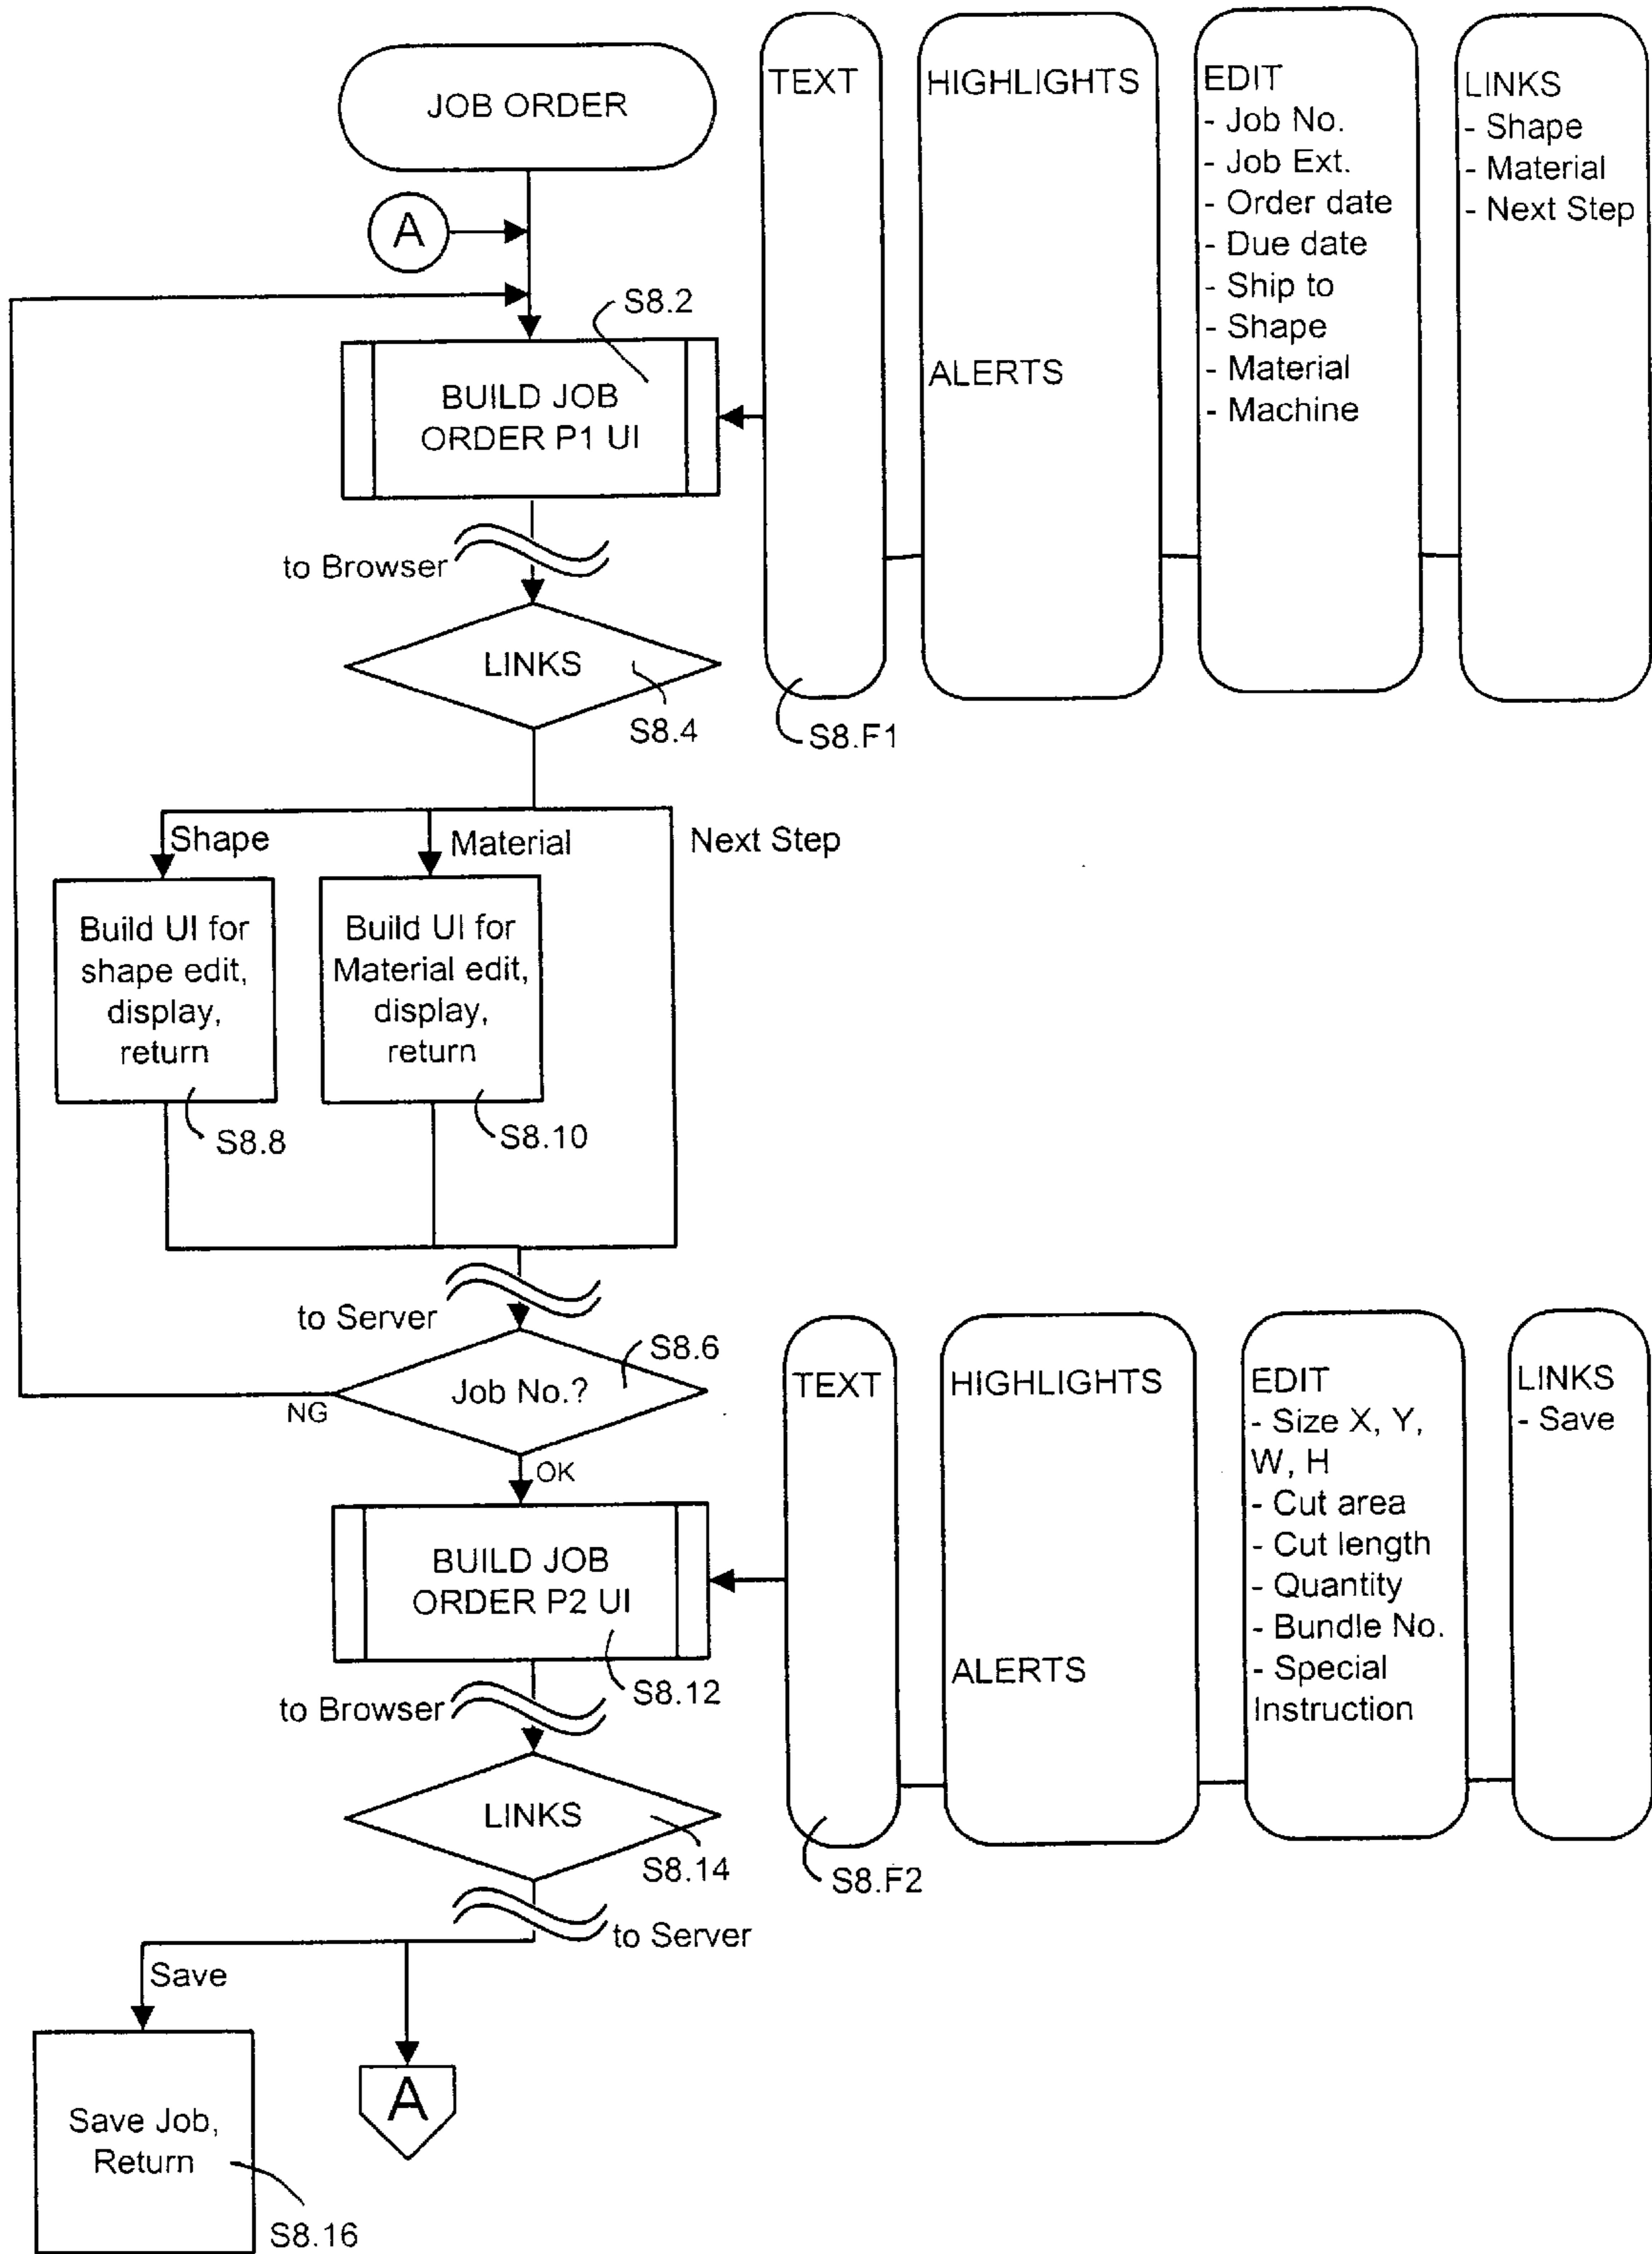 JOB ORDER
A
S8.2
BUILD JOB
ORDER P1 UI
TEXT
HIGHLIGHTS
ALERTS
EDIT
- Job No.
- Job Ext.
- Order date
- Due date
- Ship to
- Shape
- Material
- Machine
LINKS
- Shape
- Material
- Next Step
S8.F1
to Browser
LINKS
S8.4
Shape
Material
Next Step
Build UI for
shape edit,
display,
return
S8.8
Build UI for
Material edit,
display,
return
S8.10
to Server
S8.6
Job No.?
NG
OK
BUILD JOB
ORDER P2 UI
S8.12
TEXT
HIGHLIGHTS
ALERTS
EDIT
- Size X, Y,
W, H
- Cut area
- Cut length
- Quantity
- Bundle No.
- Special
Instruction
LINKS
- Save
S8.F2
to Browser
LINKS
S8.14
to Server
Save
A
Save Job,
Return
S8.16